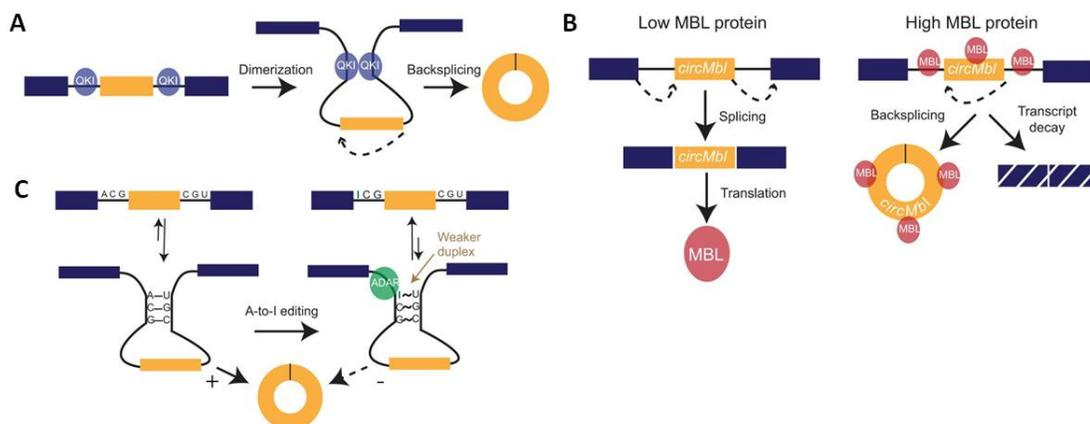 A
QKI
QKI
Dimerization
QKI
QKI
Backsplicing
B
Low MBL protein
circMbl
Splicing
circMbl
Translation
MBL
High MBL protein
MBL
MBL
MBL
circMbl
Backsplicing
Transcript
decay
MBL
MBL
circMbl
MBL
C
ACG
CGU
A–U
C–G
G–C
+
A-to-I editing
ICG
CGU
Weaker
duplex
ADAR
I~U
C~G
G~C
-